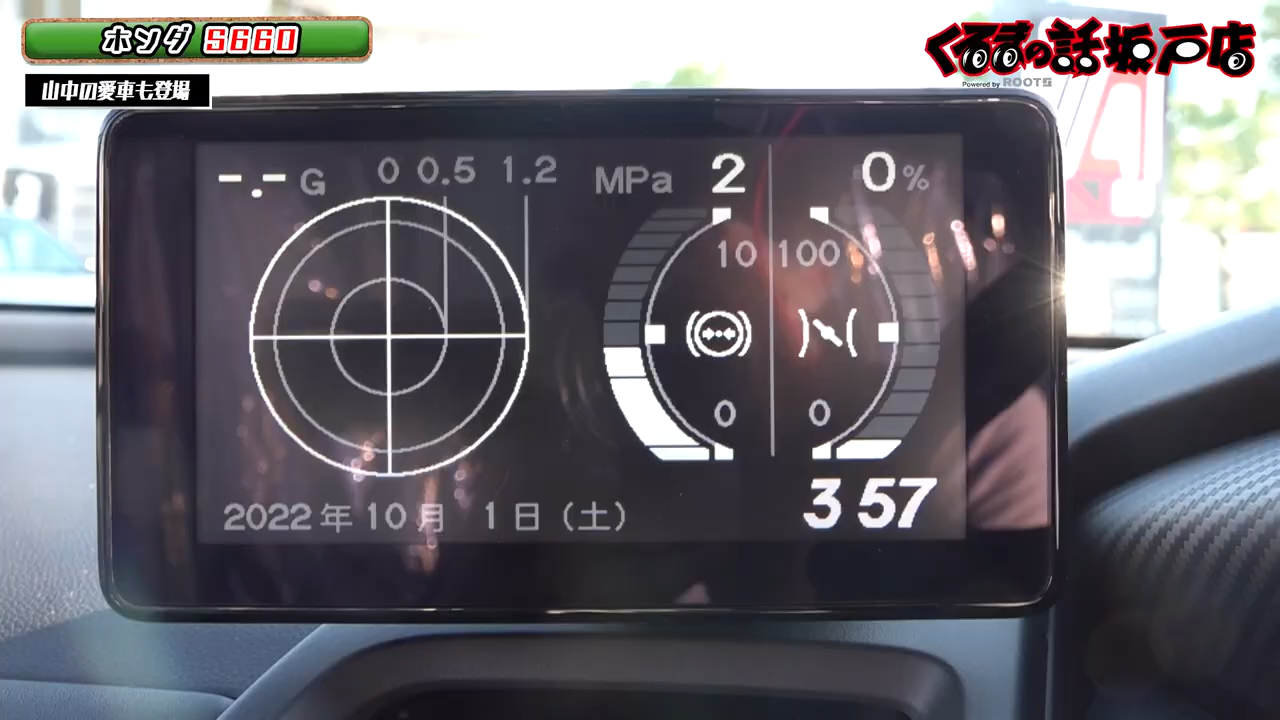 ホンダ S660
山中の愛車も登場
くるまの話坂戸店
Powered by ROOTS
-.- G 0 0.5 1.2
MPa 2 0 %
10 100
0 0
3 57
2022年10月 1日（土）